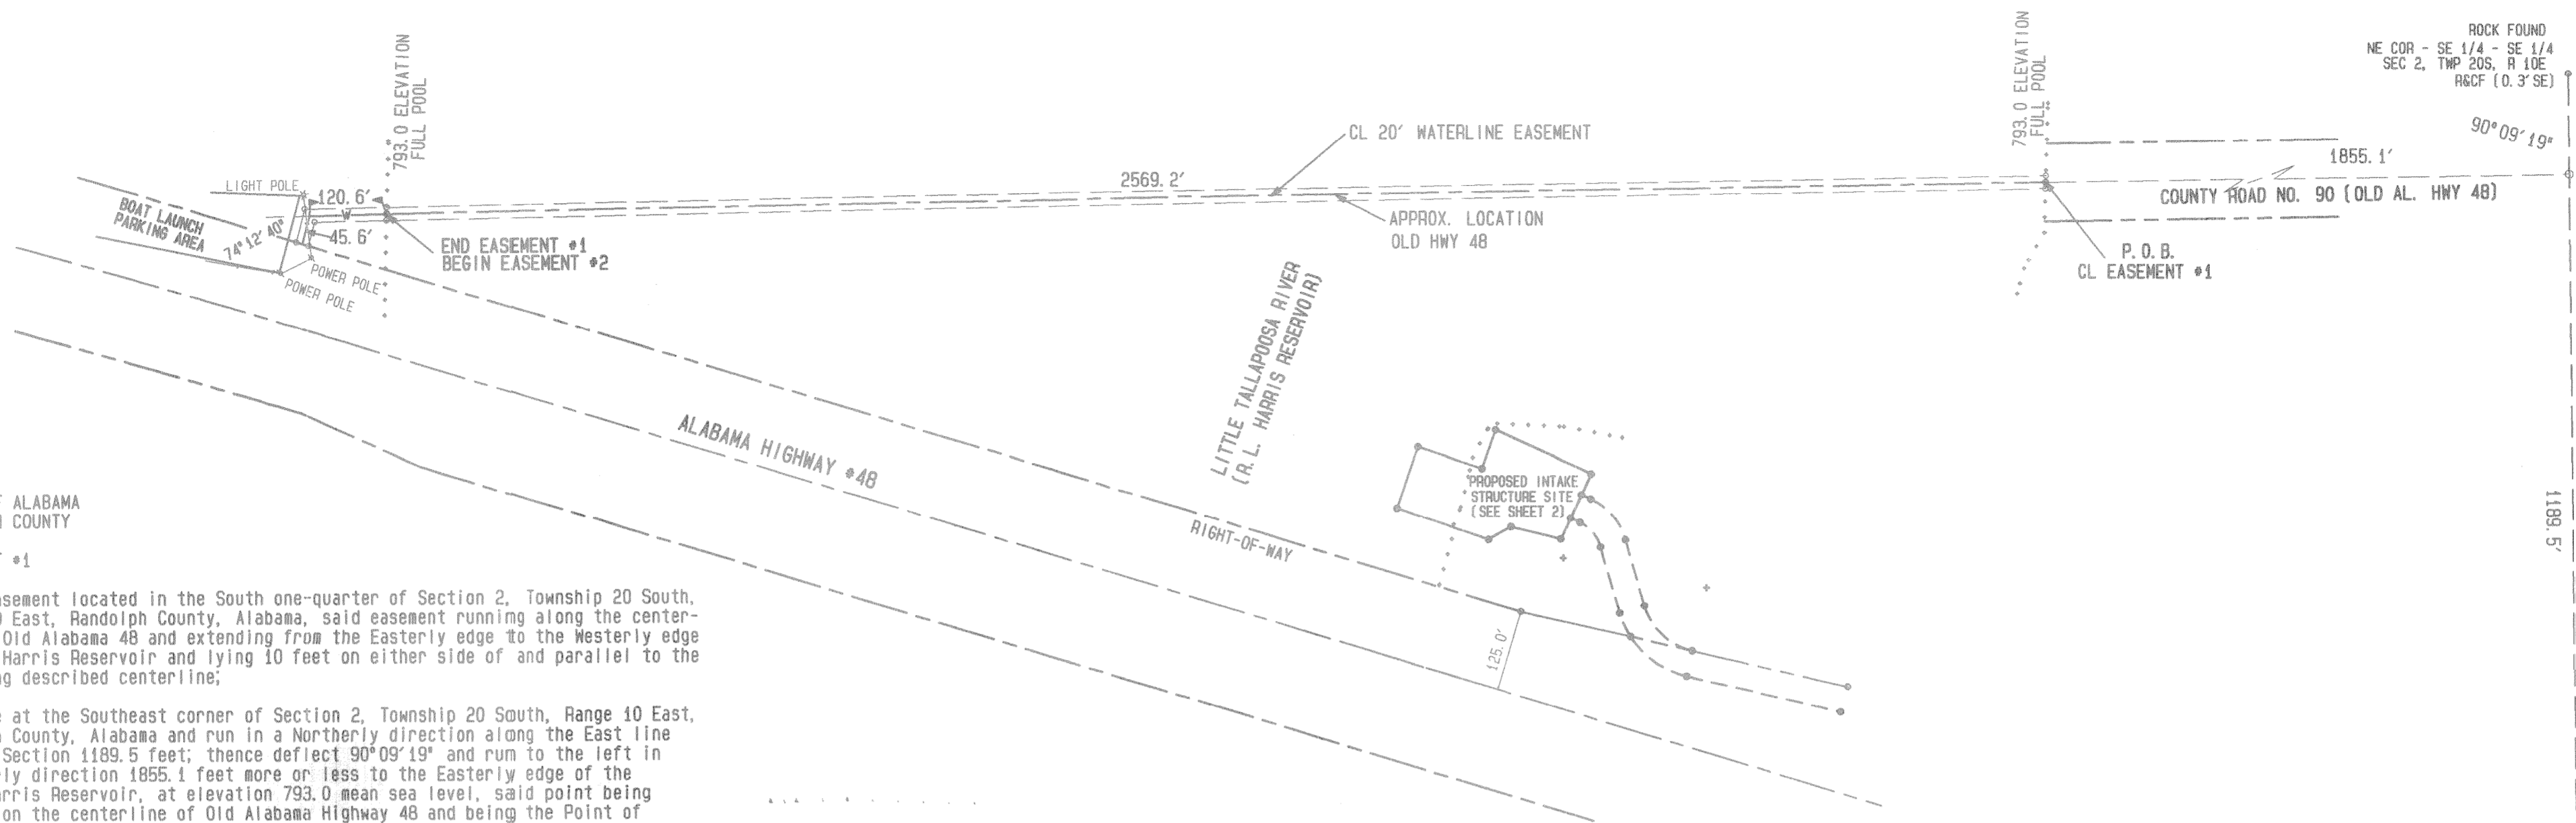 ROCK FOUND
NE COR - SE 1/4 - SE 1/4
SEC 2, TWP 20S, R 10E
R&CF (0.3' SE)
90°09'19"
793.0 ELEVATION
FULL POOL
793.0 ELEVATION
FULL POOL
CL 20' WATERLINE EASEMENT
1855.1'
2569.2'
COUNTY ROAD NO. 90 (OLD AL. HWY 48)
LIGHT POLE
120.6'
W
BOAT LAUNCH
PARKING AREA
74°12'40"
45.6'
APPROX. LOCATION
OLD HWY 48
END EASEMENT #1
BEGIN EASEMENT #2
P.O.B.
CL EASEMENT #1
POWER POLE
POWER POLE
LITTLE TALLAPOOSA RIVER
(R.L. HARRIS RESERVOIR)
ALABAMA HIGHWAY #48
PROPOSED INTAKE
STRUCTURE SITE
(SEE SHEET 2)
RIGHT-OF-WAY
1189.5'
125.0'
ALABAMA
COUNTY
#1
sement located in the South one-quarter of Section 2, Township 20 South,
East, Randolph County, Alabama, said easement runnimg along the center-
Old Alabama 48 and extending from the Easterly edge to the Westerly edge
Harris Reservoir and lying 10 feet on either side of and parallel to the
g described centerline;
at the Southeast corner of Section 2, Township 20 South, Range 10 East,
County, Alabama and run in a Northerly direction along the East line
Section 1189.5 feet; thence deflect 90°09'19" and rum to the left in
ly direction 1855.1 feet more or less to the Easterly edge of the
rris Reservoir, at elevation 793.0 mean sea level, said point being
on the centerline of Old Alabama Highway 48 and being the Point of